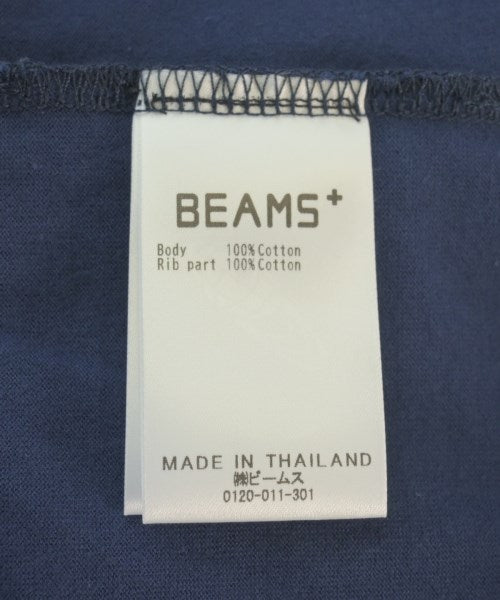 BEAMS+
Body 100%Cotton
Rib part 100%Cotton
MADE IN THAILAND
㈱ビームス
0120-011-301